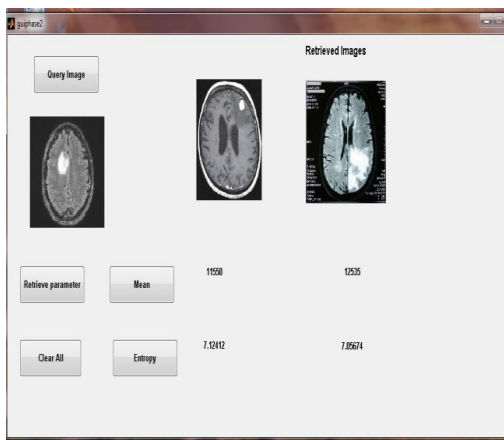 guiphase2
Retrieved Images
Query Image
Retrieve parameter
Mean
11550
12535
Clear All
Entropy
7.12412
7.05674